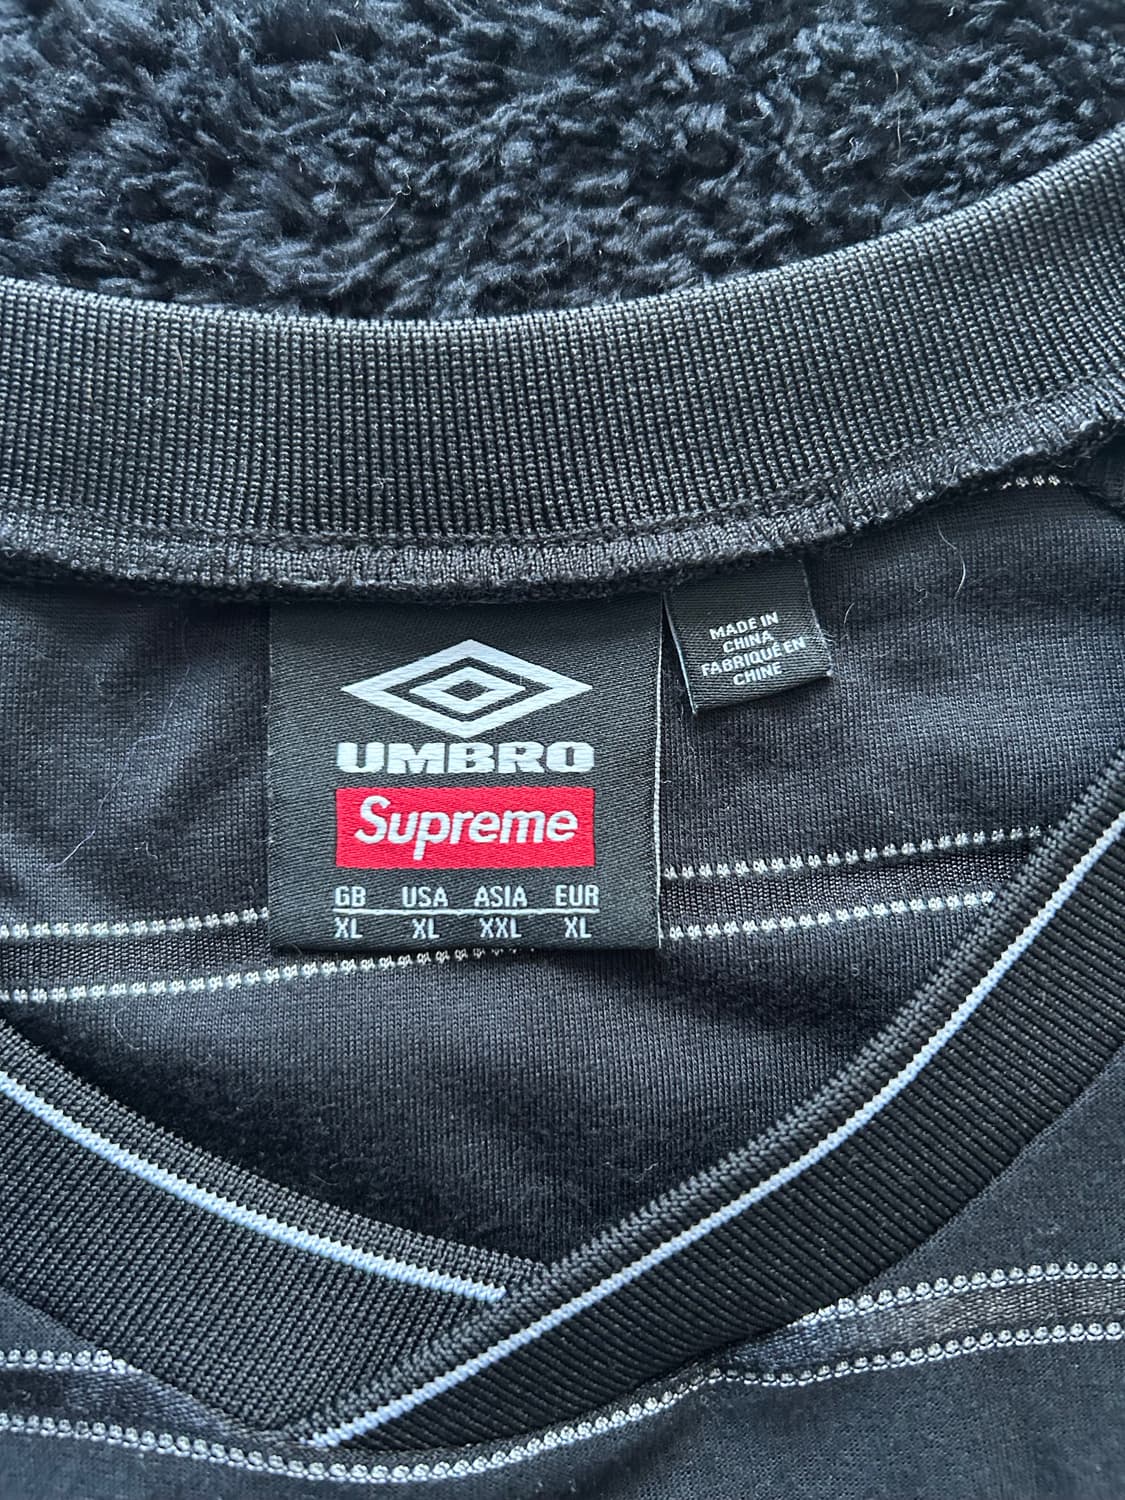 UMBRO
Supreme
GB USA ASIA EUR
XL XL XXL XL
MADE IN
CHINA
FABRIQUÉ EN
CHINE